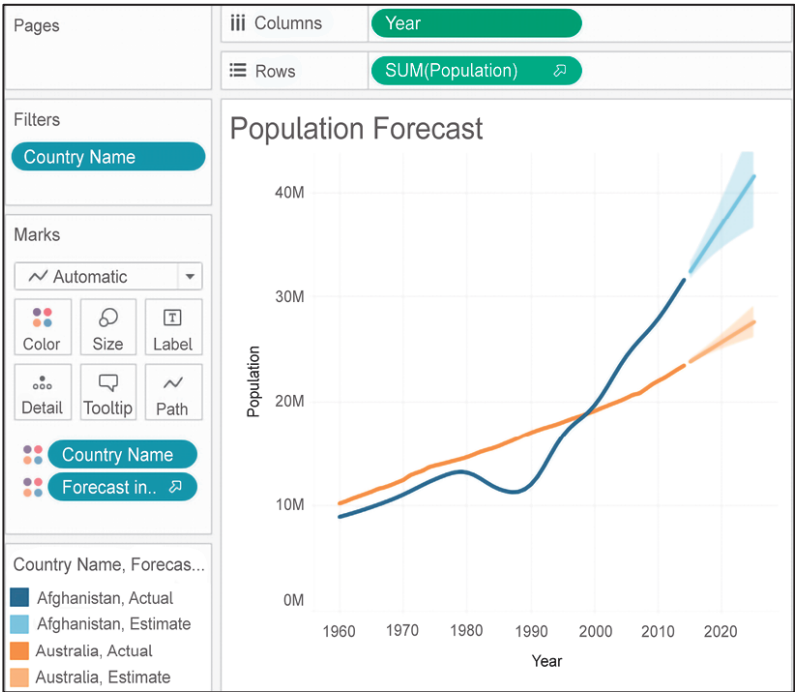 Pages
Columns
Year
Rows
SUM(Population)
Filters
Country Name
Marks
Automatic
Color
Size
Label
Detail
Tooltip
Path
Country Name
Forecast in..
Country Name, Forecas...
Afghanistan, Actual
Afghanistan, Estimate
Australia, Actual
Australia, Estimate
Population Forecast
40M
30M
20M
10M
0M
Population
1960 1970 1980 1990 2000 2010 2020
Year